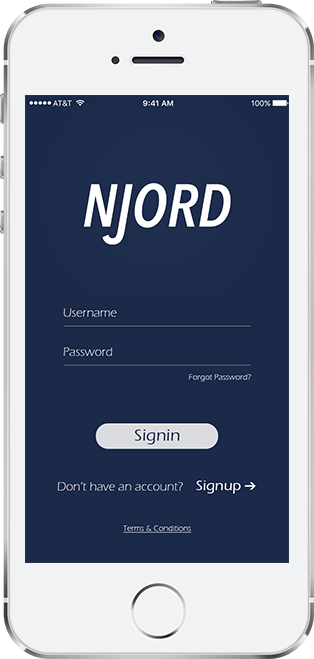 AT&T 9:41 AM 100%
NJORD
Username
Password
Forgot Password?
Signin
Don't have an account? Signup →
Terms & Conditions